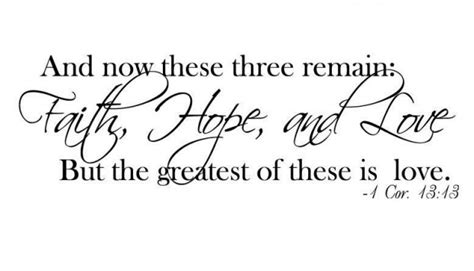 And now these three remain:
Faith, Hope, and Love
But the greatest of these is love.
-1 Cor. 13:13